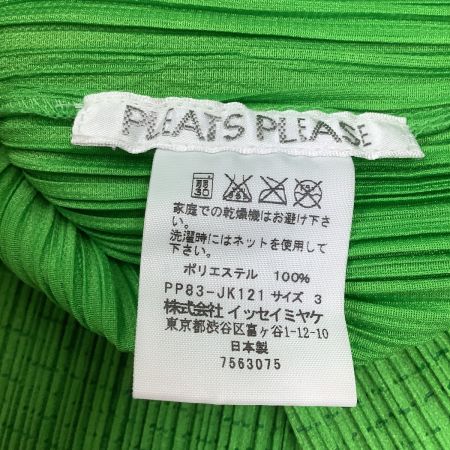 PLEATS PLEASE
家庭での乾燥機はお避け下さ
い。
洗濯時にはネットを使用して
下さい。
ポリエステル 100%
PP83-JK121 サイズ 3
株式会社 イッセイミヤケ
東京都渋谷区富ヶ谷1-12-10
日本製
7563075